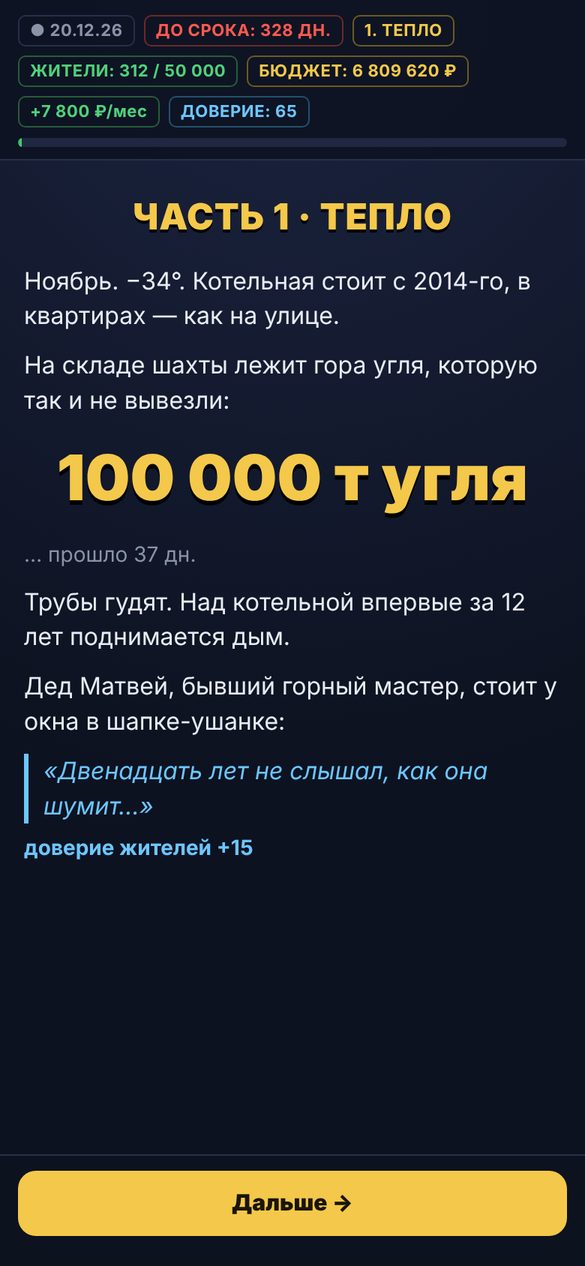 20.12.26
ДО СРОКА: 328 ДН.
1. ТЕПЛО
ЖИТЕЛИ: 312 / 50 000
БЮДЖЕТ: 6 809 620 ₽
+7 800 ₽/мес
ДОВЕРИЕ: 65
ЧАСТЬ 1 · ТЕПЛО
Ноябрь. −34°. Котельная стоит с 2014-го, в
квартирах — как на улице.
На складе шахты лежит гора угля, которую
так и не вывезли:
100 000 т угля
... прошло 37 дн.
Трубы гудят. Над котельной впервые за 12
лет поднимается дым.
Дед Матвей, бывший горный мастер, стоит у
окна в шапке-ушанке:
«Двенадцать лет не слышал, как она
шумит...»
доверие жителей +15
Дальше →